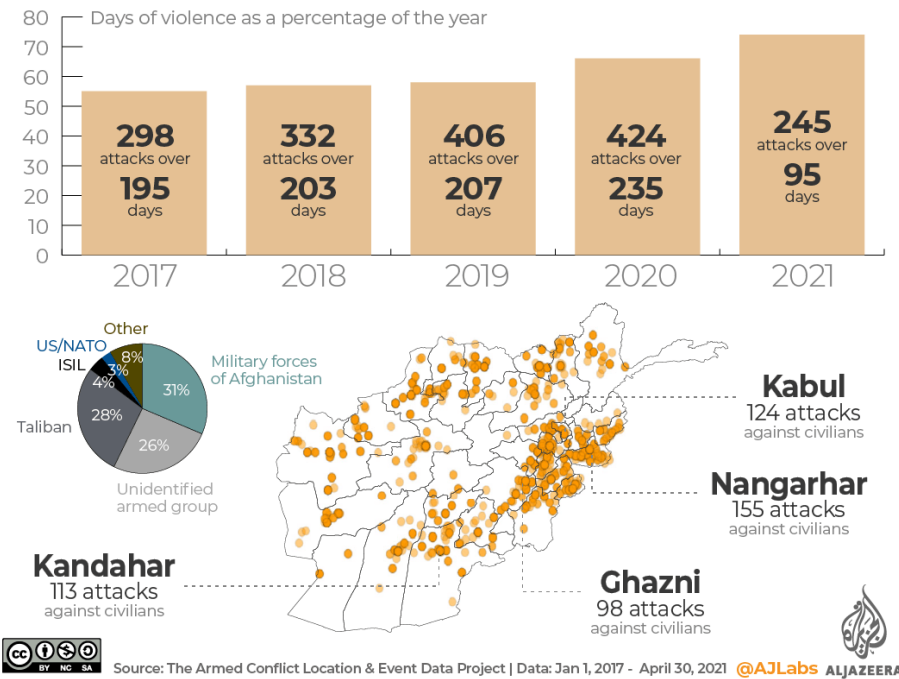 Days of violence as a percentage of the year
80
70
60
50
40
30
20
10
0
298
attacks over
195
days
332
attacks over
203
days
406
attacks over
207
days
424
attacks over
235
days
245
attacks over
95
days
2017
2018
2019
2020
2021
Other
US/NATO
ISIL
Taliban
8%
3%
4%
28%
31%
26%
Military forces
of Afghanistan
Unidentified
armed group
Kabul
124 attacks
against civilians
Nangarhar
155 attacks
against civilians
Kandahar
113 attacks
against civilians
Ghazni
98 attacks
against civilians
cc
BY NC SA
Source: The Armed Conflict Location & Event Data Project | Data: Jan 1, 2017 - April 30, 2021
@AJLabs
الجزيرة
ALJAZEERA